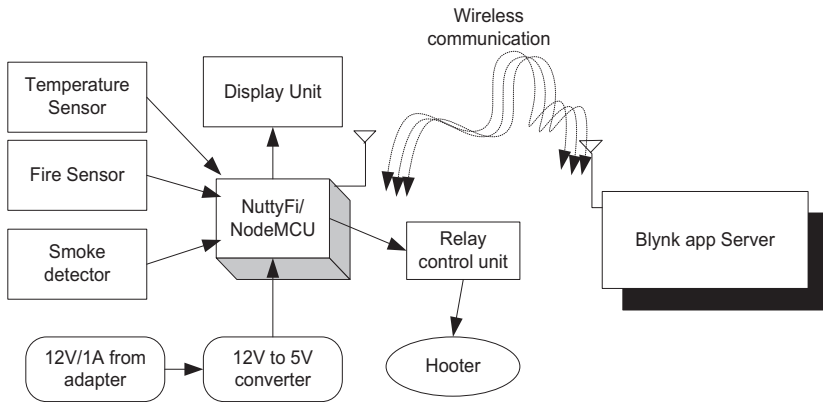 Wireless
communication
Temperature
Sensor
Display Unit
Fire Sensor
NuttyFi/
NodeMCU
Smoke
detector
Relay
control unit
Blynk app Server
12V/1A from
adapter
12V to 5V
converter
Hooter